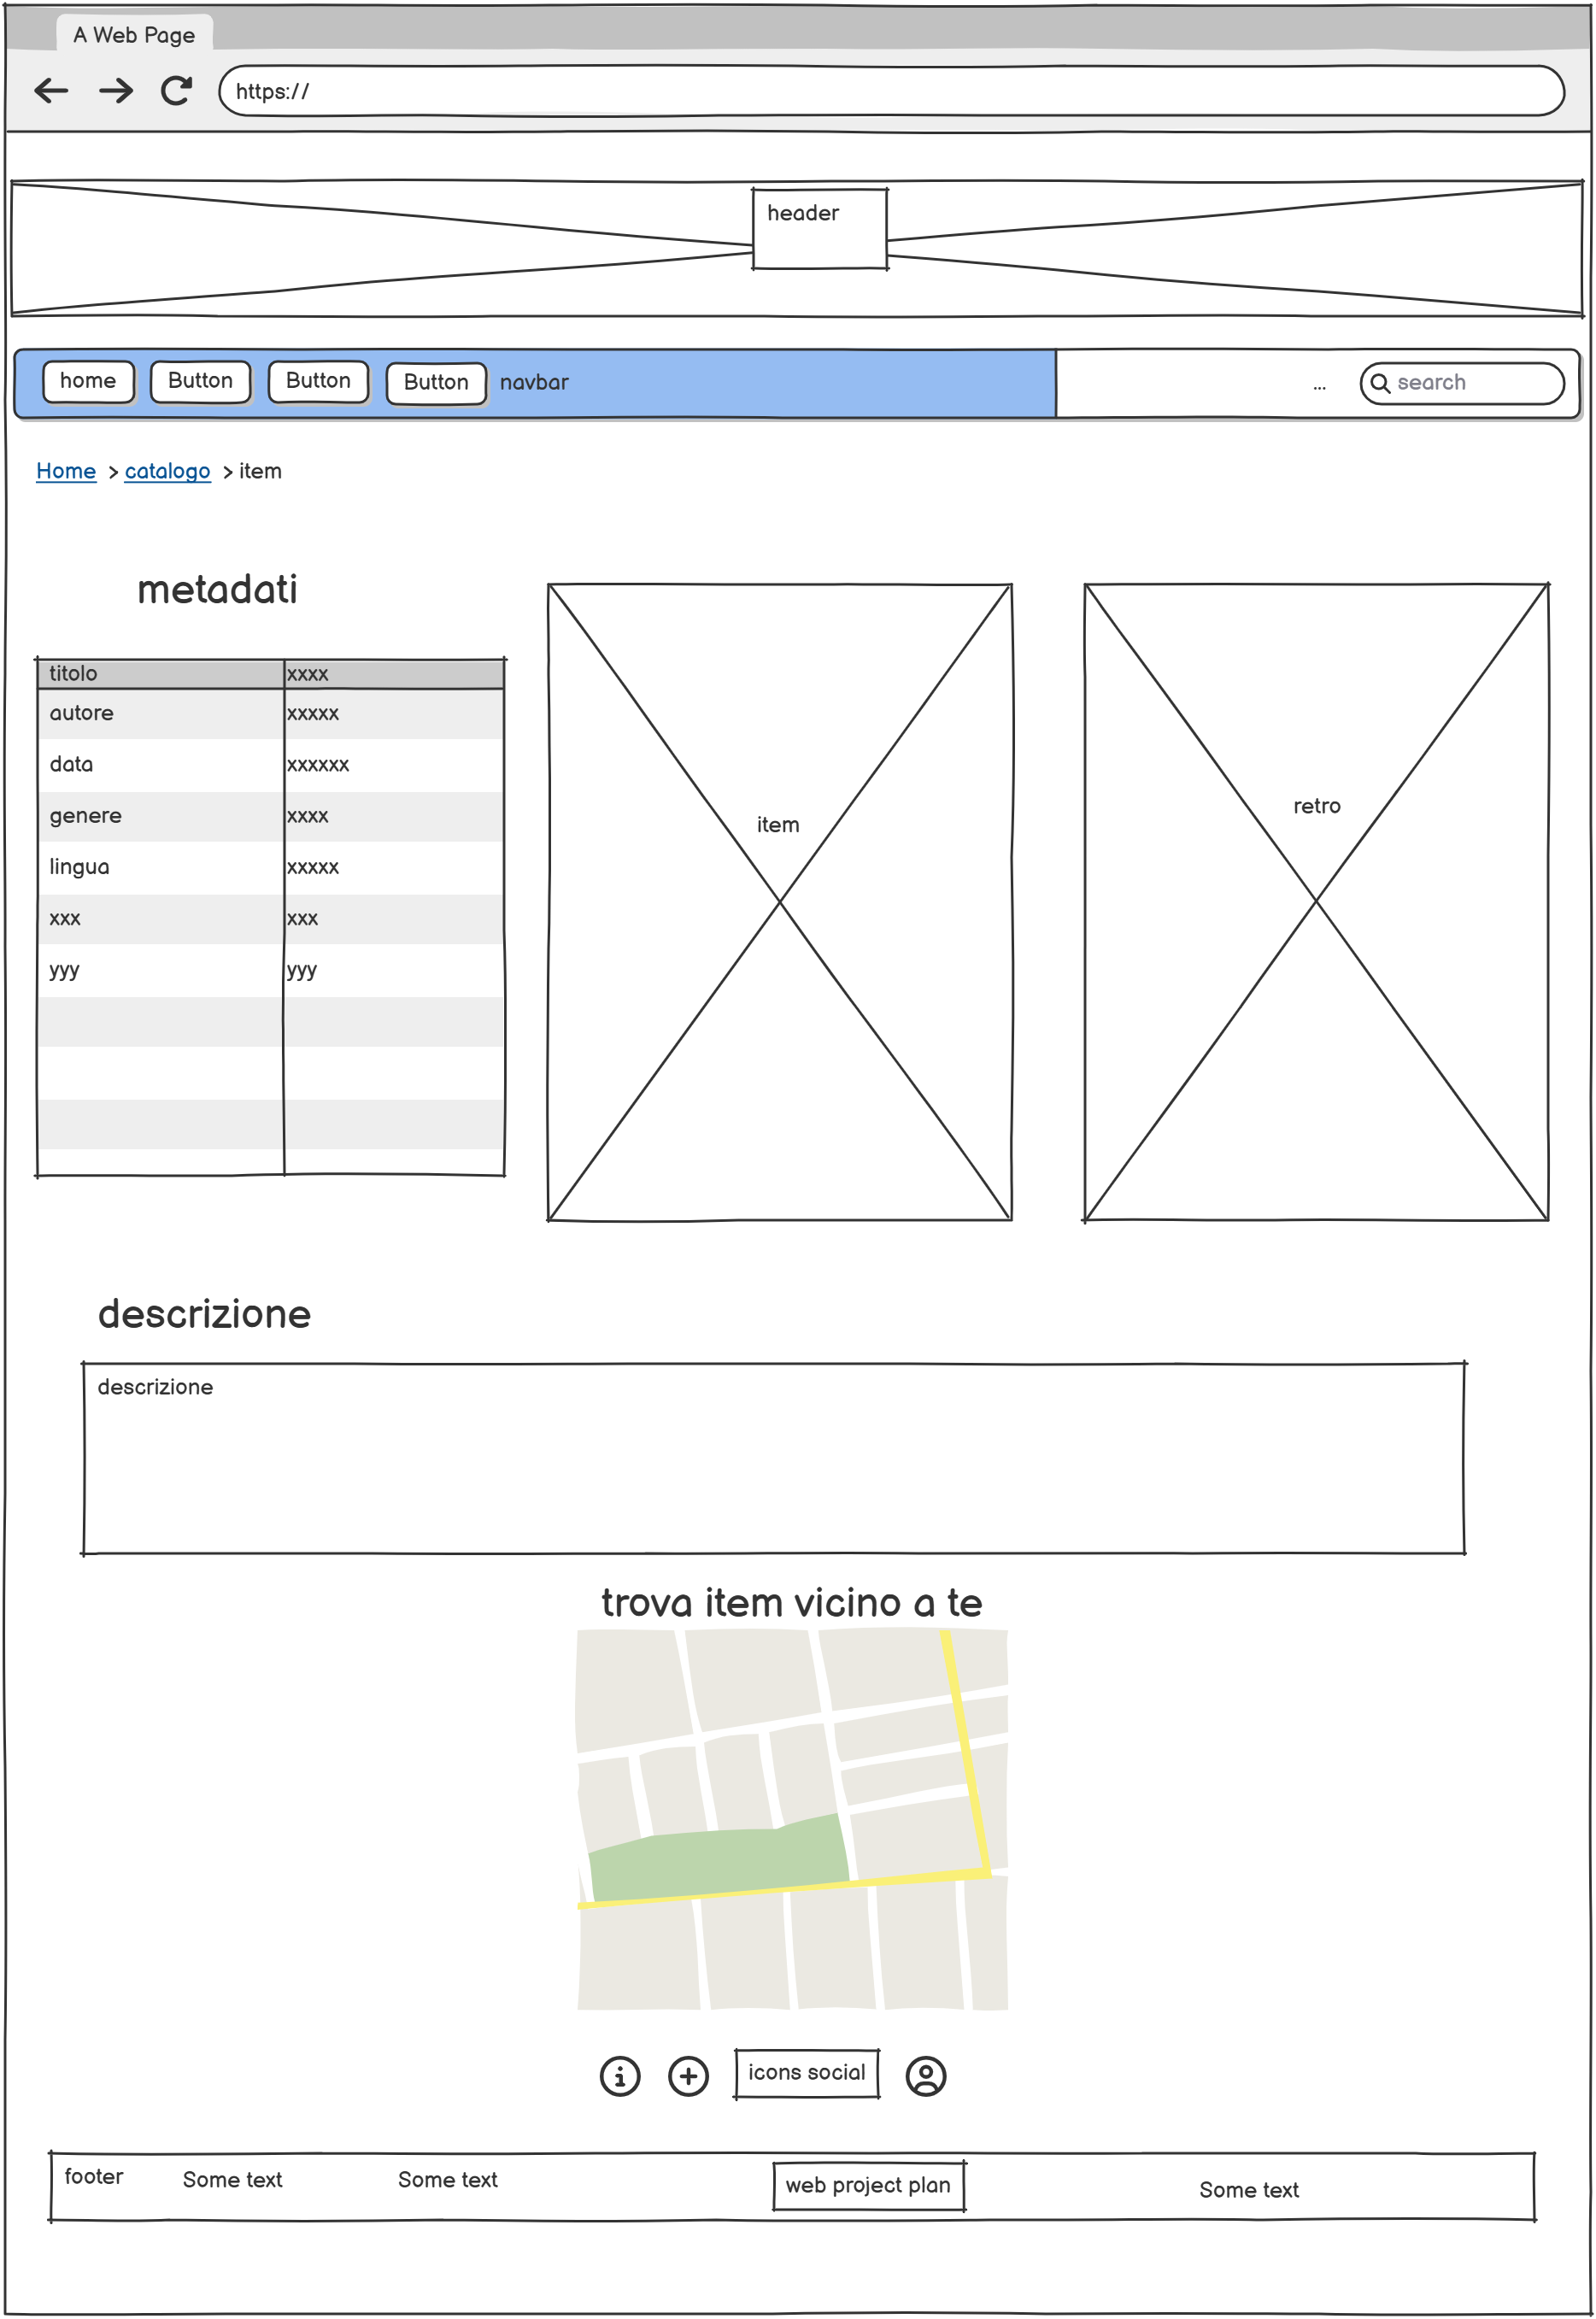 A Web Page
https://
header
home Button Button Button navbar ... search
Home > catalogo > item
metadati
titolo xxxx
autore xxxxx
data xxxxxx
genere xxxx
lingua xxxxx
xxx xxx
yyy yyy
item
retro
descrizione
descrizione
trova item vicino a te
icons social
footer Some text Some text web project plan Some text